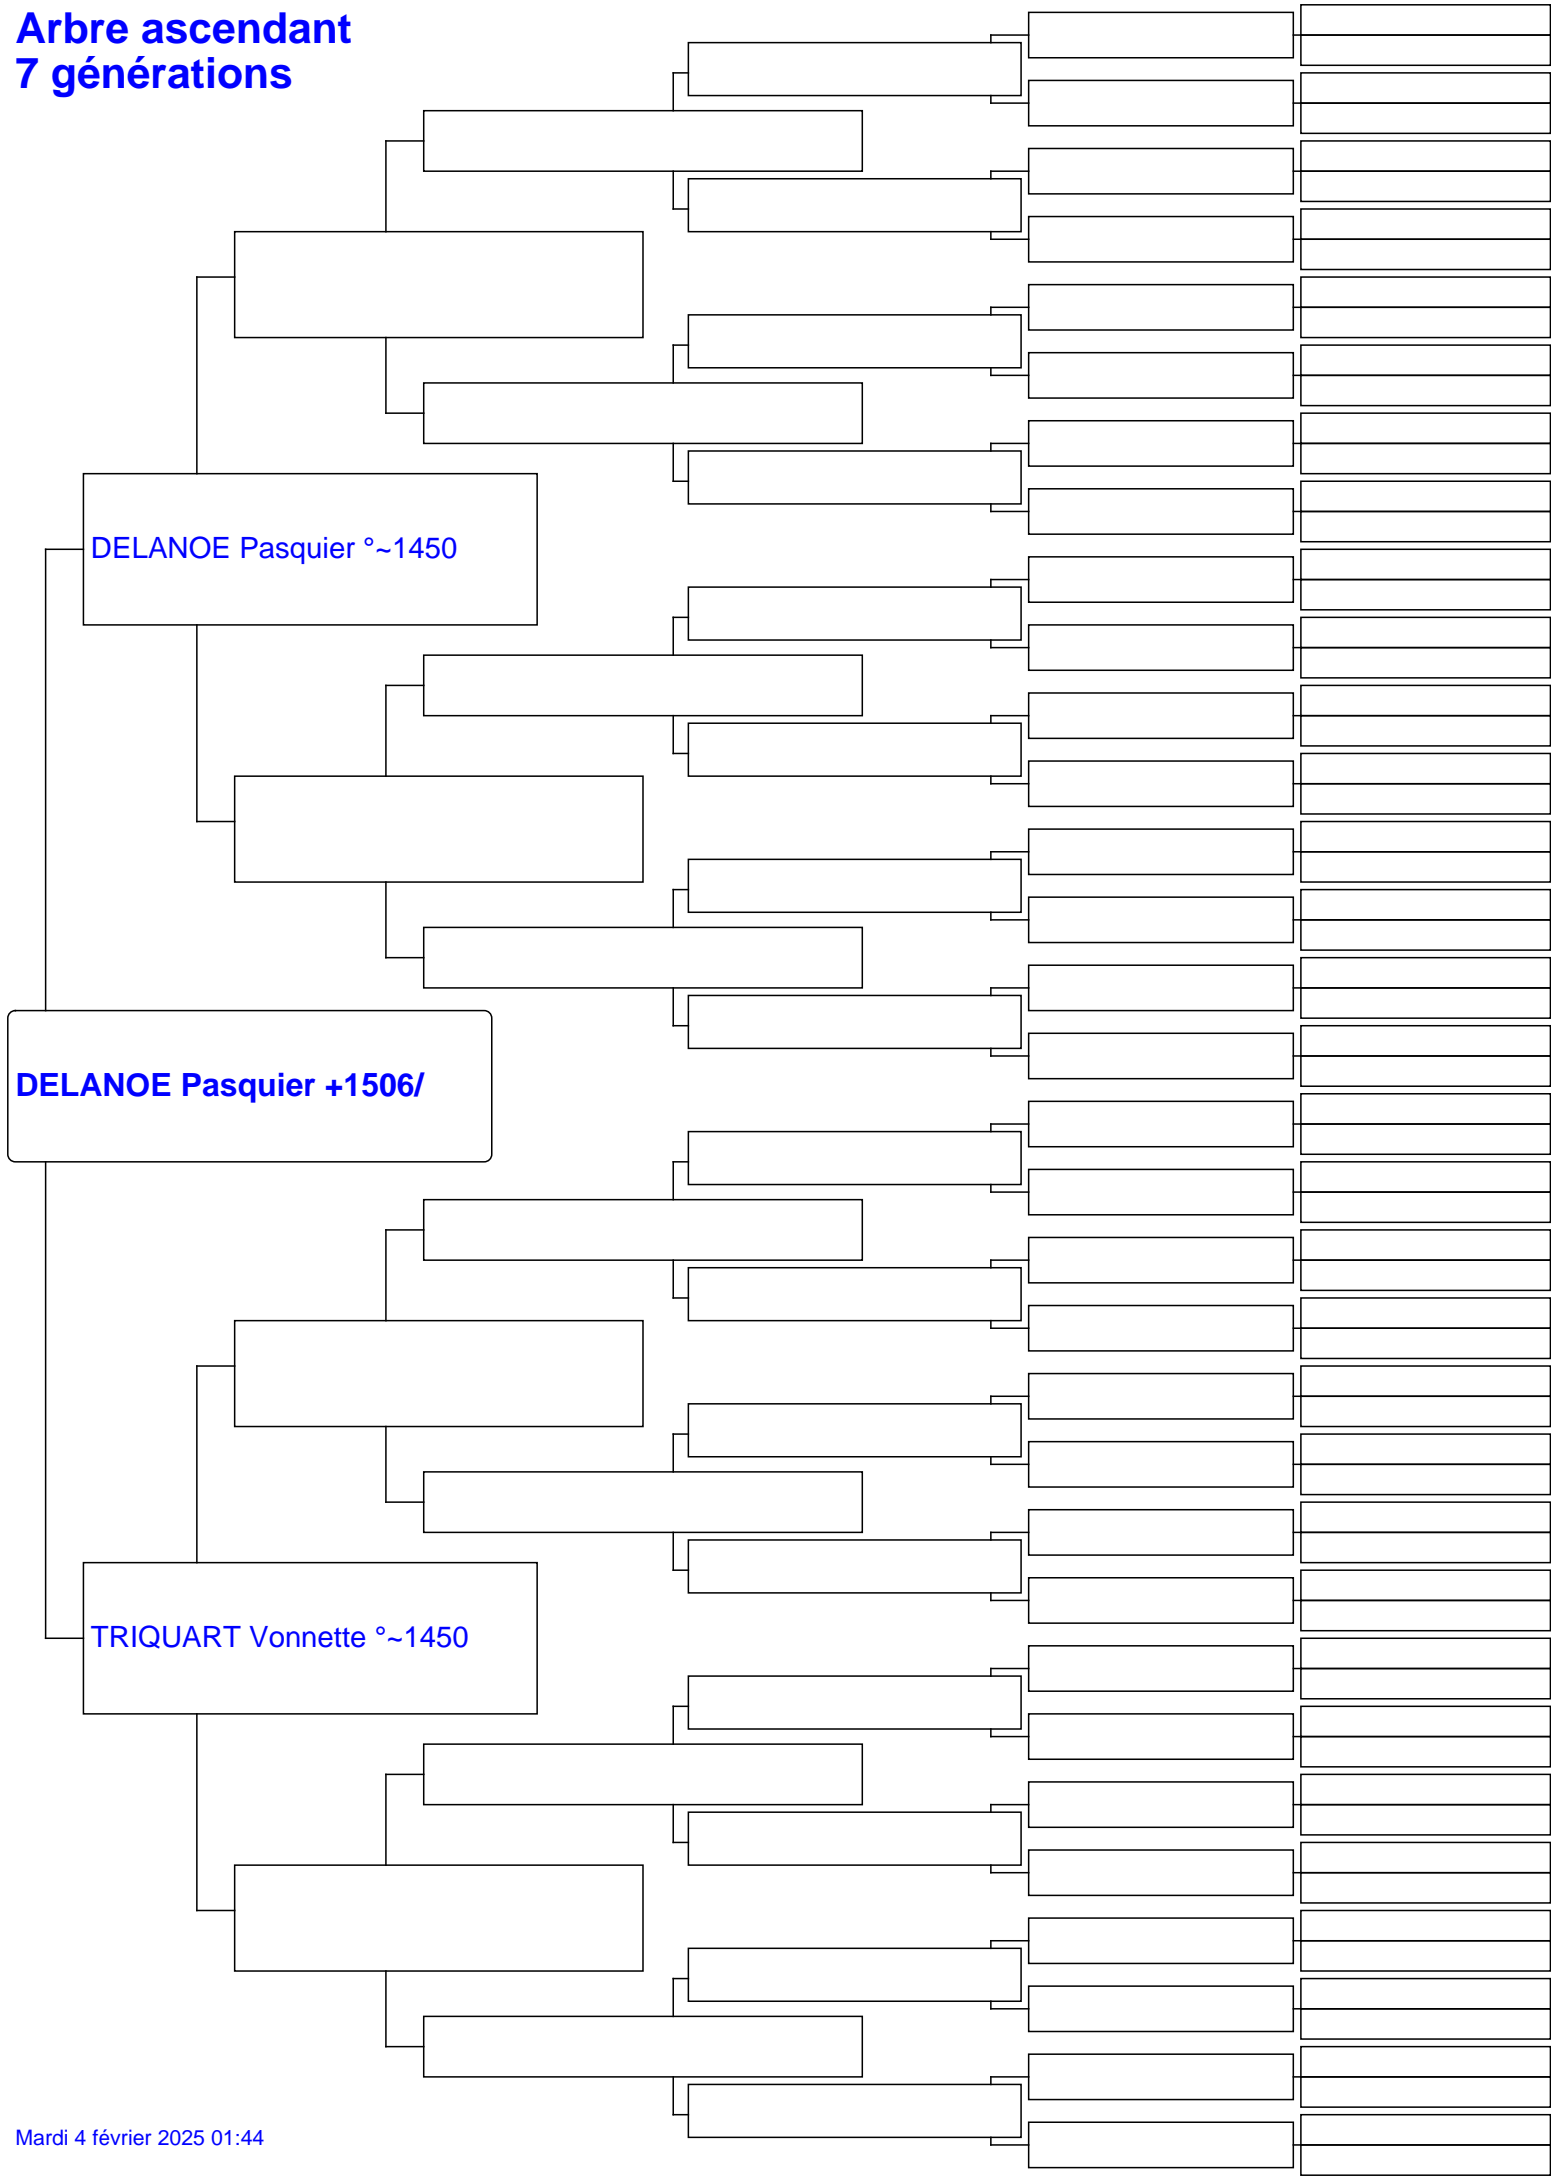 Arbre ascendant
7 générations
DELANOE Pasquier °~1450
DELANOE Pasquier +1506/
TRIQUART Vonnette °~1450
Mardi 4 février 2025 01:44